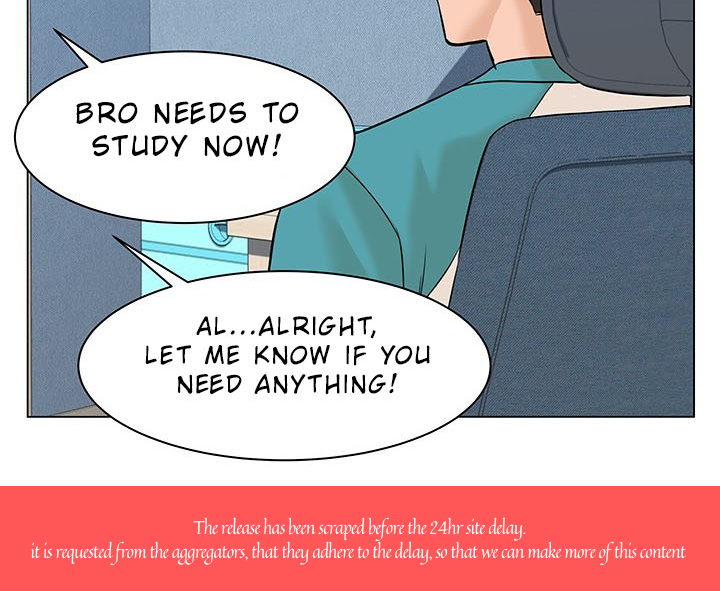 BRO NEEDS TO
STUDY NOW!
AL...ALRIGHT,
LET ME KNOW IF YOU
NEED ANYTHING!
The release has been scraped before the 24hr site delay.
it is requested from the aggregators, that they adhere to the delay, so that we can make more of this content